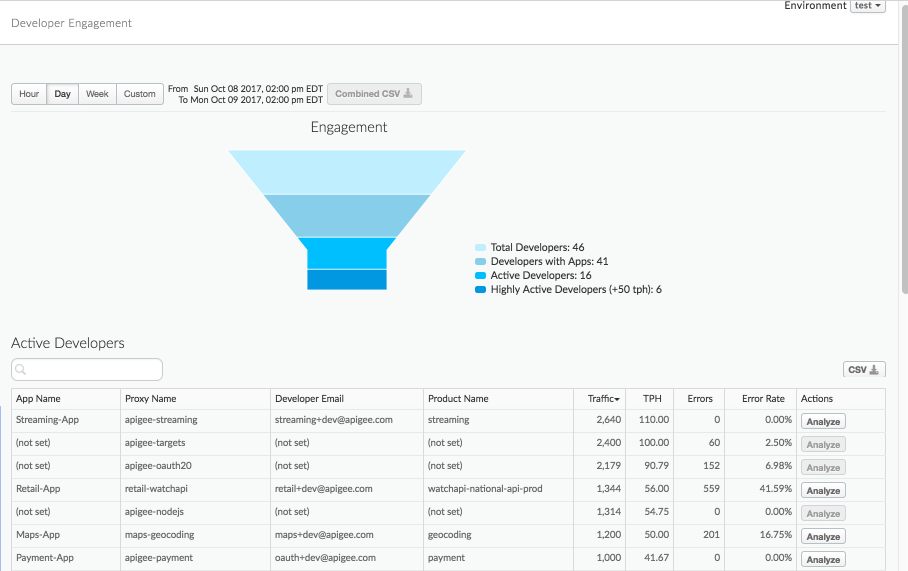 Environment test
Developer Engagement
Hour Day Week Custom From Sun Oct 08 2017, 02:00 pm EDT Combined CSV
To Mon Oct 09 2017, 02:00 pm EDT
Engagement
Total Developers: 46
Developers with Apps: 41
Active Developers: 16
Highly Active Developers (+50 tph): 6
Active Developers
CSV
App Name Proxy Name Developer Email Product Name Traffic TPH Errors Error Rate Actions
Streaming-App apigee-streaming streaming+dev@apigee.com streaming 2,640 110.00 0 0.00% Analyze
(not set) apigee-targets (not set) (not set) 2,400 100.00 60 2.50% Analyze
(not set) apigee-oauth20 (not set) (not set) 2,179 90.79 152 6.98% Analyze
Retail-App retail-watchapi retail+dev@apigee.com watchapi-national-api-prod 1,344 56.00 559 41.59% Analyze
(not set) apigee-nodejs (not set) (not set) 1,314 54.75 0 0.00% Analyze
Maps-App maps-geocoding maps+dev@apigee.com geocoding 1,200 50.00 201 16.75% Analyze
Payment-App apigee-payment oauth+dev@apigee.com payment 1,000 41.67 0 0.00% Analyze